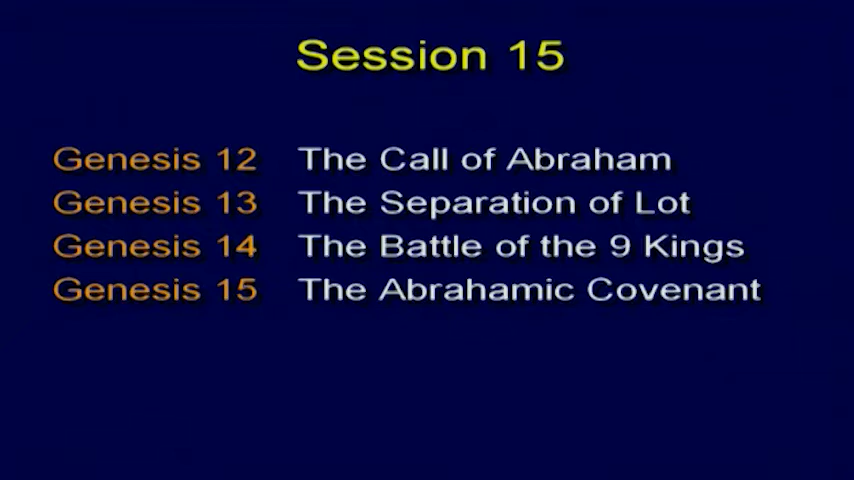 Session 15
Genesis 12 The Call of Abraham
Genesis 13 The Separation of Lot
Genesis 14 The Battle of the 9 Kings
Genesis 15 The Abrahamic Covenant